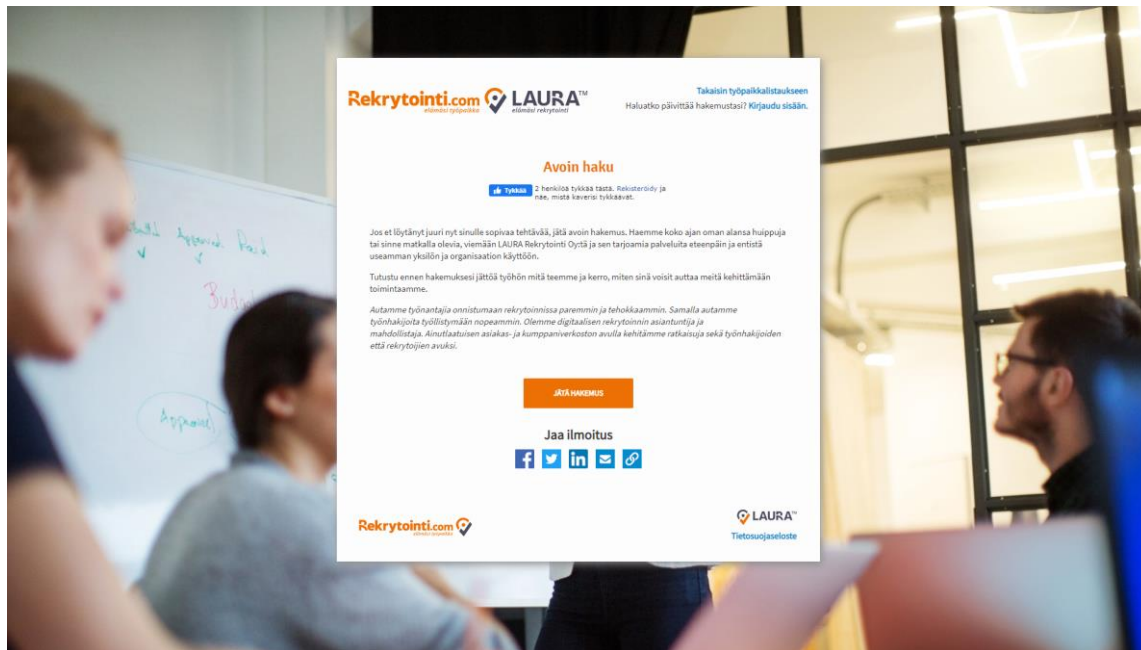 Rekrytointi.com
elämäsi työpaikka
LAURA™
elämäsi rekrytointi
Takaisin työpaikkalistaukseen
Haluatko päivittää hakemustasi? Kirjaudu sisään.
Avoin haku
Tykkää
2 henkilöä tykkää tästä. Rekisteröidy ja
näe, mistä kaverisi tykkäävät.
Jos et löytänyt juuri nyt sinulle sopivaa tehtävää, jätä avoin hakemus. Haemme koko ajan oman alansa huippuja
tai sinne matkalla olevia, viemään LAURA Rekrytointi Oy:tä ja sen tarjoamia palveluita eteenpäin ja entistä
useamman yksilön ja organisaation käyttöön.
Tutustu ennen hakemuksesi jättöä työhön mitä teemme ja kerro, miten sinä voisit auttaa meitä kehittämään
toimintaamme.
Autamme työnantajia onnistumaan rekrytoinnissa paremmin ja tehokkaammin. Samalla autamme
työnhakijoita työllistymään nopeammin. Olemme digitaalisen rekrytoinnin asiantuntija ja
mahdollistaja. Ainutlaatuisen asiakas- ja kumppaniverkoston avulla kehitämme ratkaisuja sekä työnhakijoiden
että rekrytoijien avuksi.
JÄTÄ HAKEMUS
Jaa ilmoitus
Rekrytointi.com
elämäsi työpaikka
LAURA™
Tietosuojaseloste
Approved Paid
Budg
Approved